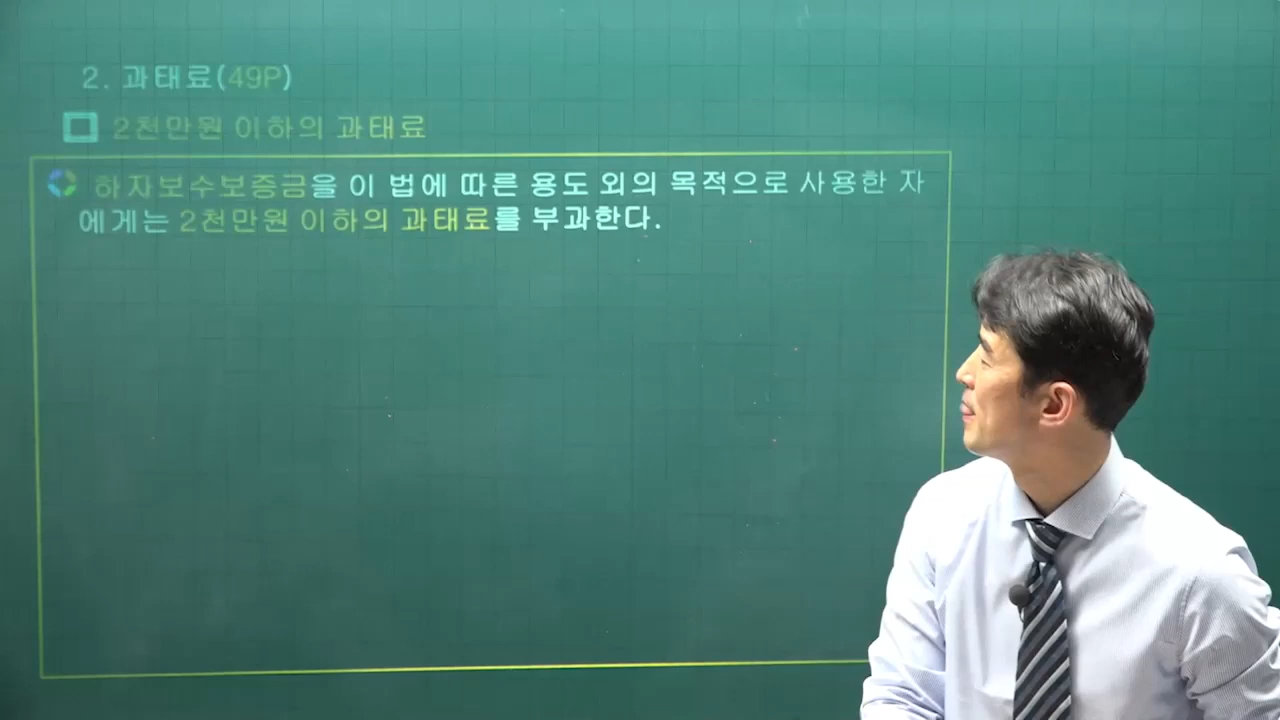 2. 과태료(49P)
2천만원 이하의 과태료
하자보수보증금을 이 법에 따른 용도 외의 목적으로 사용한 자
에게는 2천만원 이하의 과태료를 부과한다.